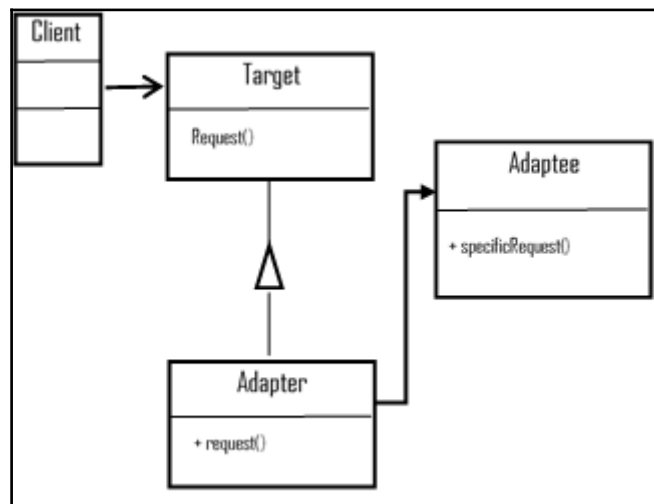 Client
Target
Request()
Adaptee
+ specificRequest()
Adapter
+ request()